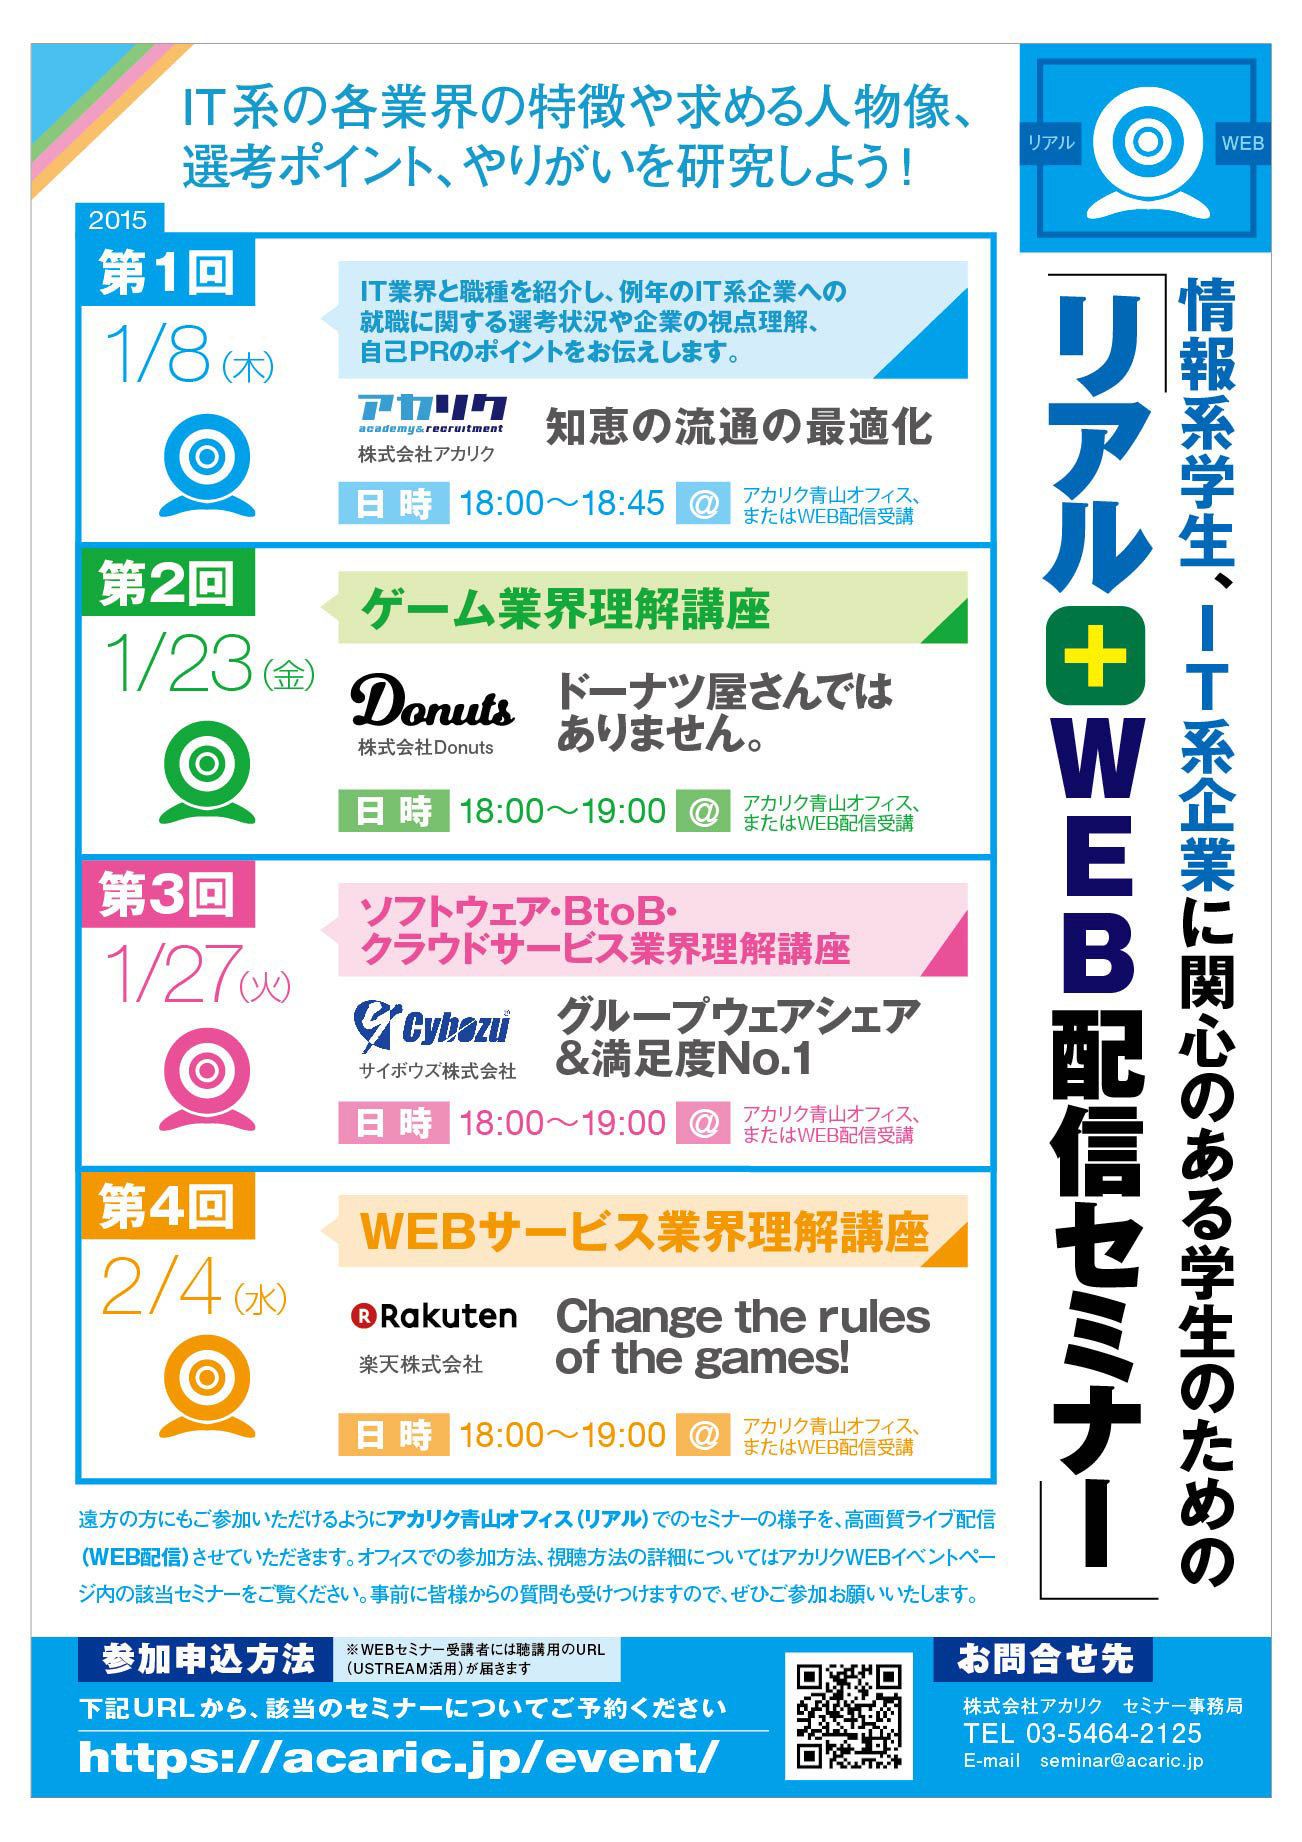 IT系の各業界の特徴や求める人物像、
選考ポイント、やりがいを研究しよう!
リアル
WEB
情報系学生、IT系企業に関心のある学生のための
「リアル+WEB配信セミナー」
2015
第1回
1/8(木)
IT業界と職種を紹介し、例年のIT系企業への
就職に関する選考状況や企業の視点理解、
自己PRのポイントをお伝えします。
アカリク
academy&recruitment
株式会社アカリク
知恵の流通の最適化
日時 18:00〜18:45 @
アカリク青山オフィス、
またはWEB配信受講
第2回
1/23(金)
ゲーム業界理解講座
Donuts
株式会社Donuts
ドーナツ屋さんでは
ありません。
日時 18:00〜19:00 @
アカリク青山オフィス、
またはWEB配信受講
第3回
1/27(火)
ソフトウェア・BtoB・
クラウドサービス業界理解講座
Cybozu®
サイボウズ株式会社
グループウェアシェア
&満足度No.1
日時 18:00〜19:00 @
アカリク青山オフィス、
またはWEB配信受講
第4回
2/4(水)
WEBサービス業界理解講座
R Rakuten
楽天株式会社
Change the rules
of the games!
日時 18:00〜19:00 @
アカリク青山オフィス、
またはWEB配信受講
遠方の方にもご参加いただけるようにアカリク青山オフィス(リアル)でのセミナーの様子を、高画質ライブ配信
(WEB配信)させていただきます。オフィスでの参加方法、視聴方法の詳細についてはアカリクWEBイベントペー
ジ内の該当セミナーをご覧ください。事前に皆様からの質問も受けつけますので、ぜひご参加お願いいたします。
参加申込方法
※WEBセミナー受講者には聴講用のURL
(USTREAM活用)が届きます
下記URLから、該当のセミナーについてご予約ください
https://acaric.jp/event/
お問合せ先
株式会社アカリク セミナー事務局
TEL 03-5464-2125
E-mail seminar@acaric.jp